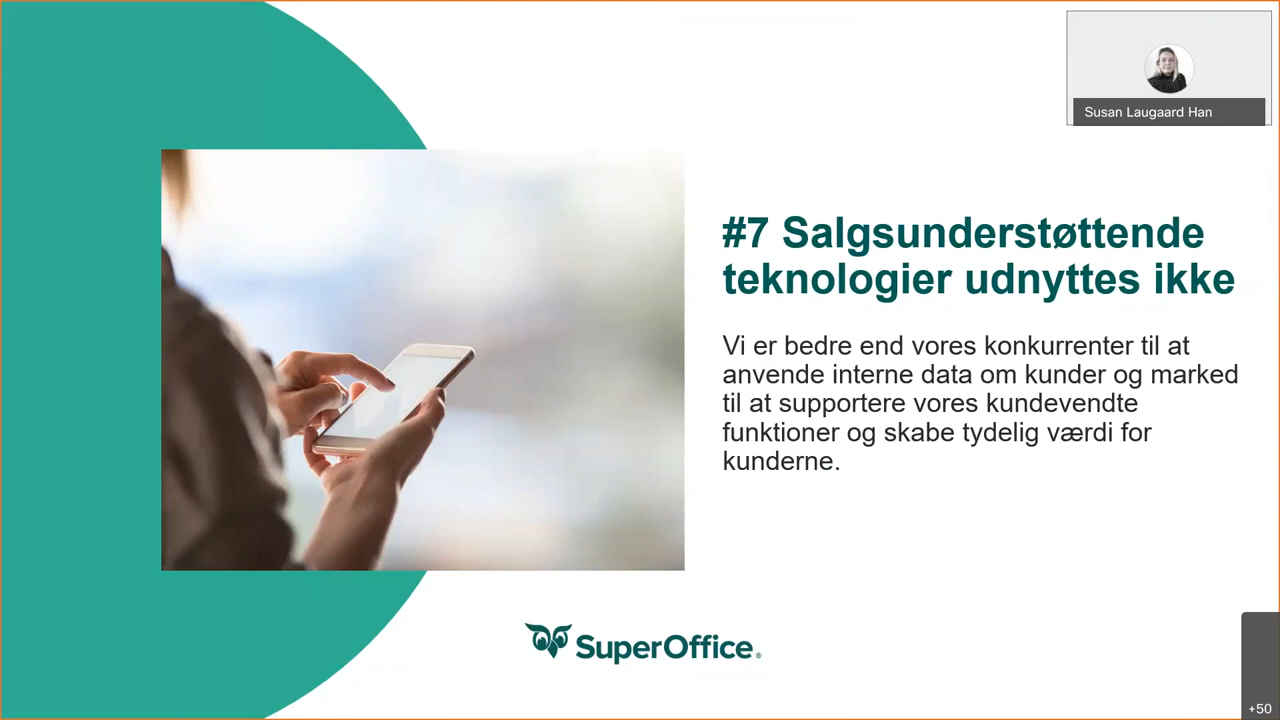 Susan Laugaard Han
#7 Salgsunderstøttende
teknologier udnyttes ikke
Vi er bedre end vores konkurrenter til at
anvende interne data om kunder og marked
til at supportere vores kundevendte
funktioner og skabe tydelig værdi for
kunderne.
SuperOffice®
+50